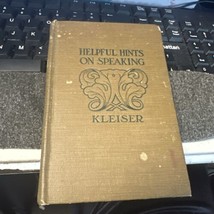 HELPFUL HINTS
ON SPEAKING
KLEISER